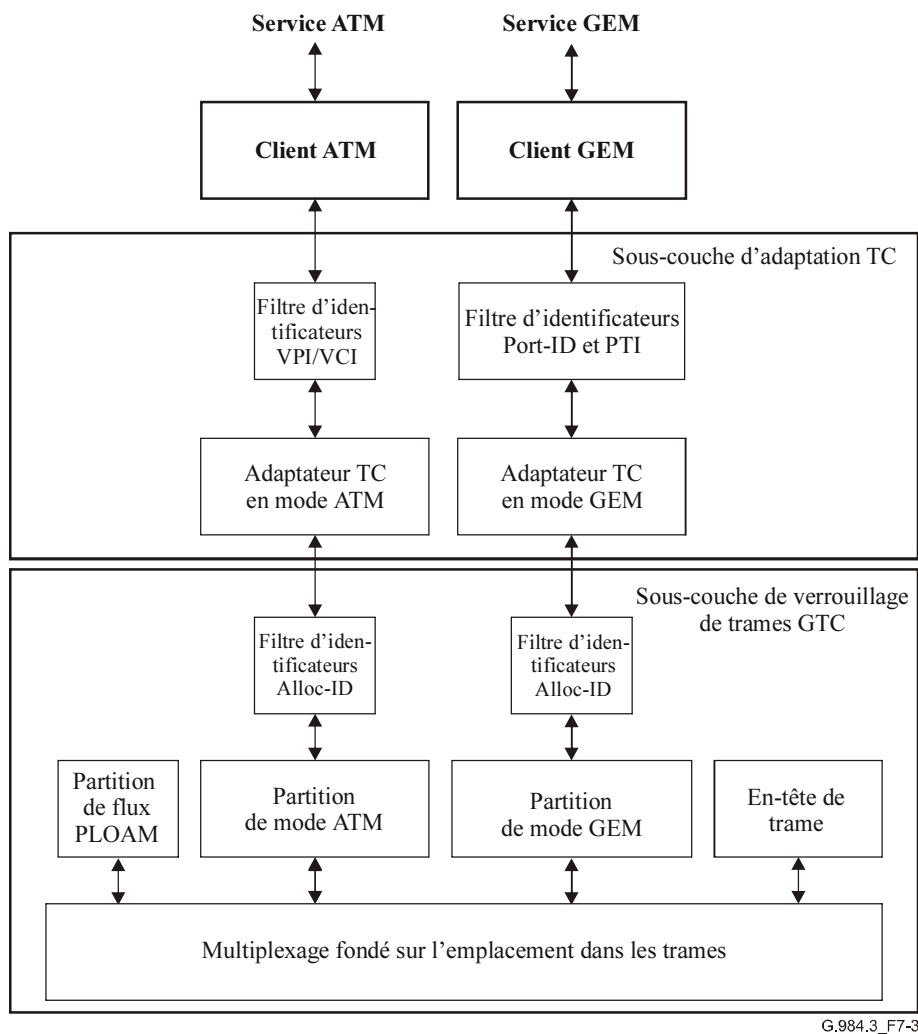 Service ATM
Service GEM
Client ATM
Client GEM
Sous-couche d'adaptation TC
Filtre d'iden-
tificateurs
VPI/VCI
Filtre d'identificateurs
Port-ID et PTI
Adaptateur TC
en mode ATM
Adaptateur TC
en mode GEM
Sous-couche de verrouillage
de trames GTC
Filtre d'iden-
tificateurs
Alloc-ID
Filtre d'iden-
tificateurs
Alloc-ID
Partition
de flux
PLOAM
Partition
de mode ATM
Partition
de mode GEM
En-tête de
trame
Multiplexage fondé sur l'emplacement dans les trames
G.984.3_F7-3